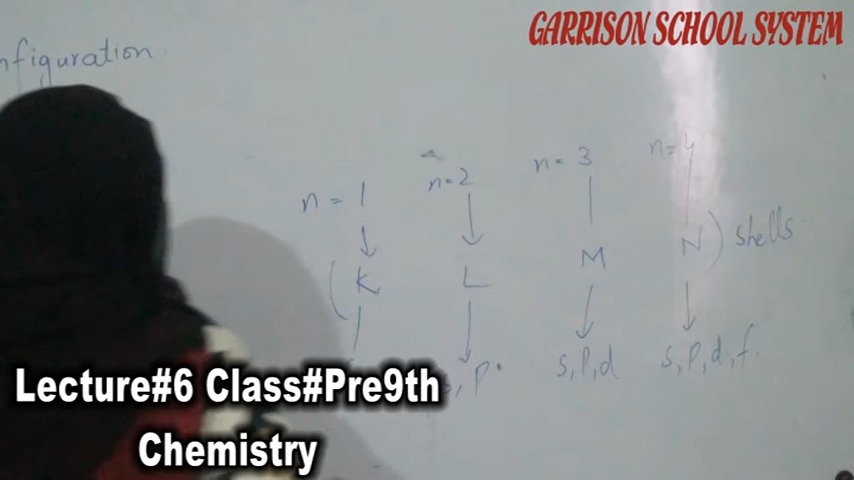 GARRISON SCHOOL SYSTEM
nfiguration
n = 1 n=2 n= 3 n=4
(K L M N) shells
, p s, p, d s, p, d, f.
Lecture#6 Class#Pre9th
Chemistry